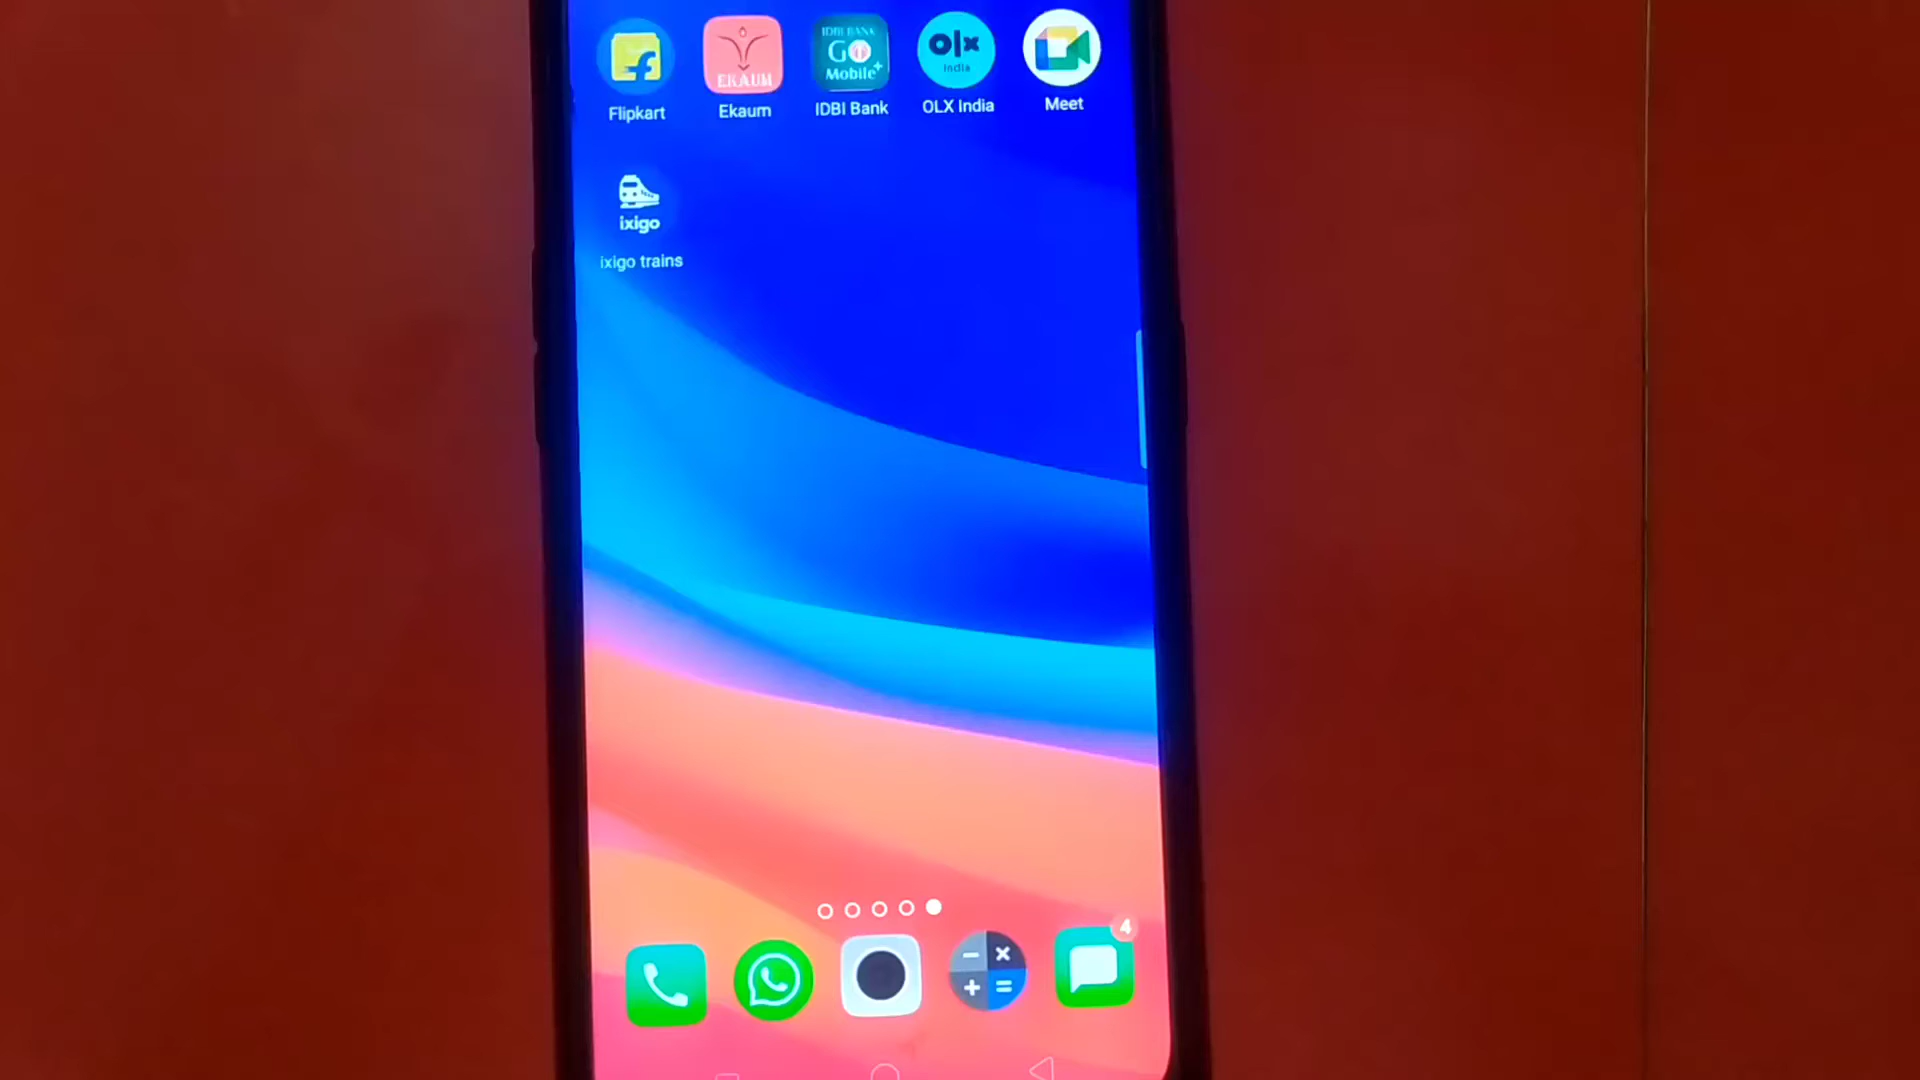 EKAUM
IDBI BANK
GO
Mobile+
olx
india
Flipkart
Ekaum
IDBI Bank
OLX India
Meet
ixigo
ixigo trains
4